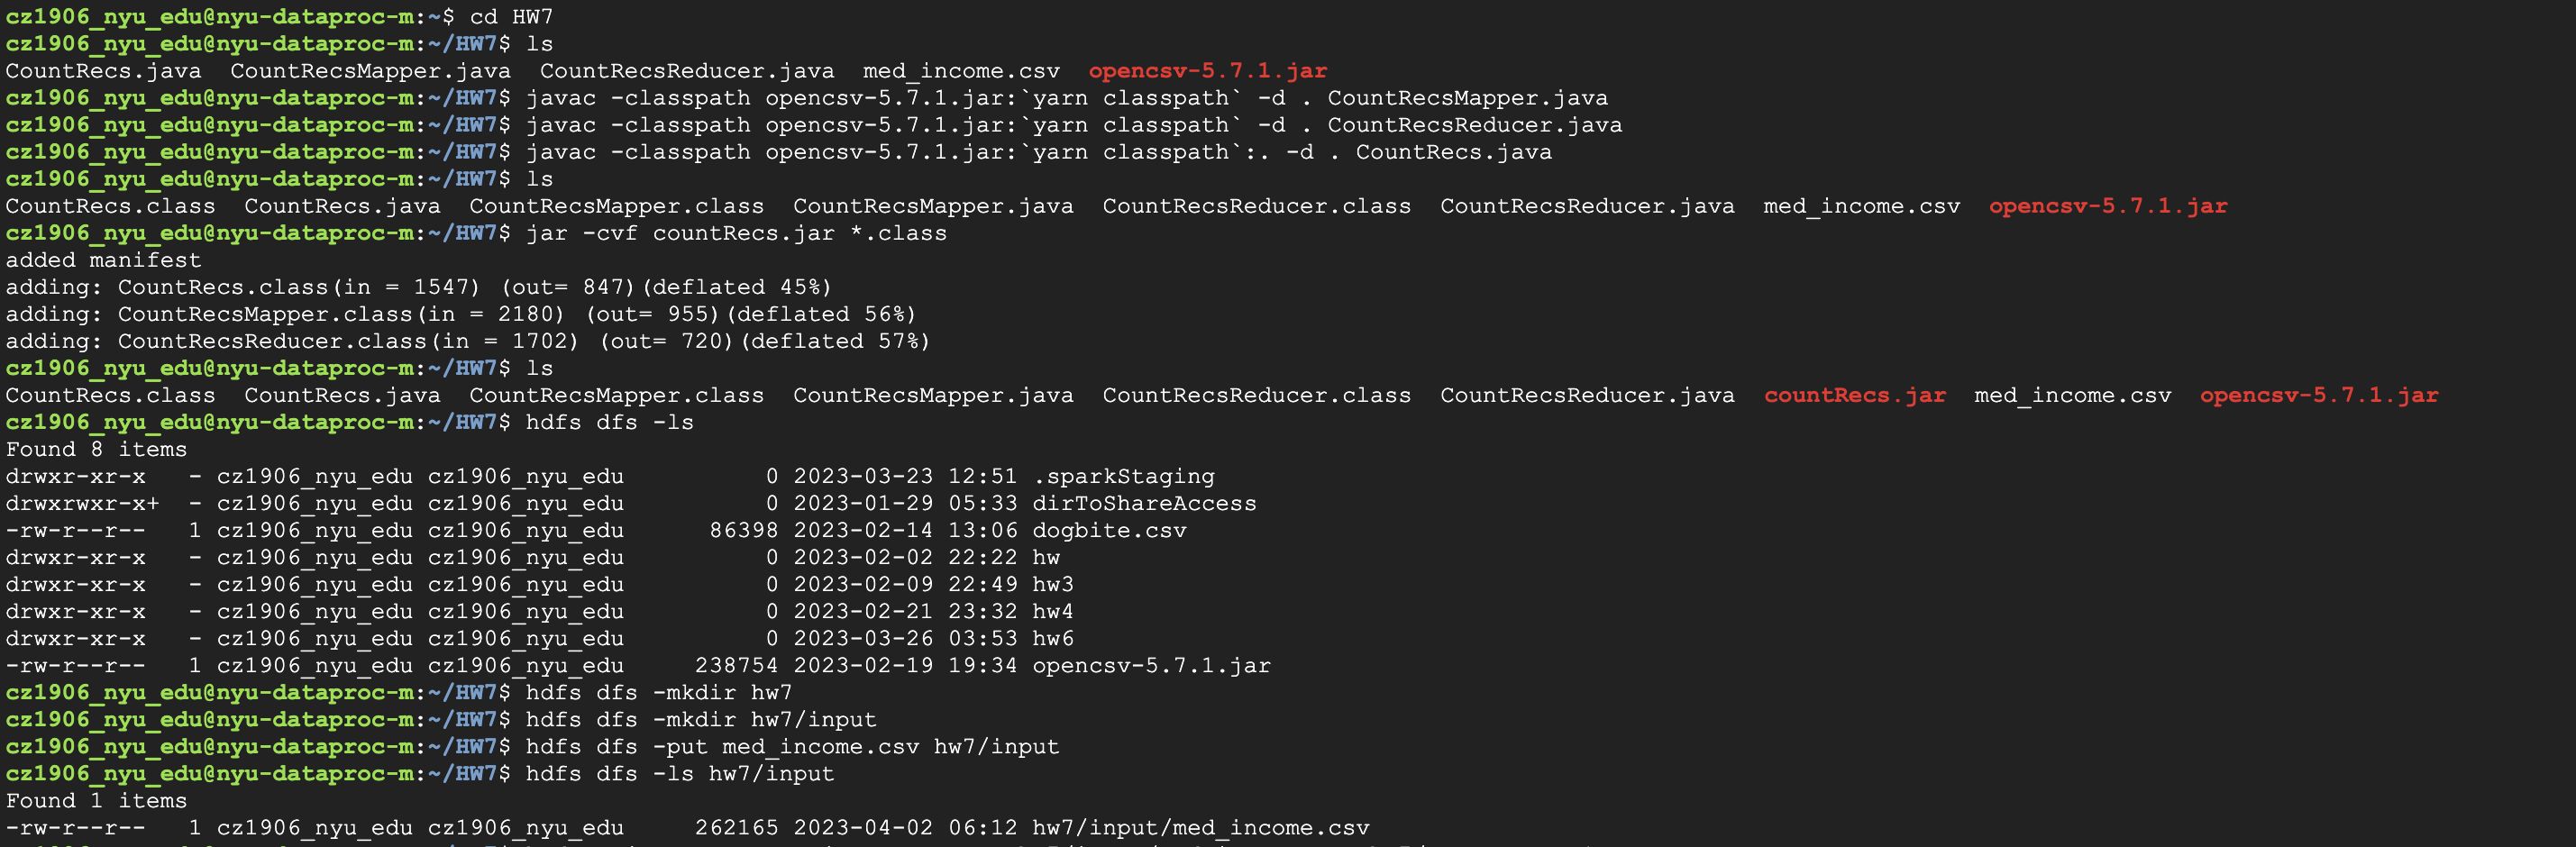 cz1906_nyu_edu@nyu-dataproc-m:~$ cd HW7
cz1906_nyu_edu@nyu-dataproc-m:~/HW7$ ls
CountRecs.java  CountRecsMapper.java  CountRecsReducer.java  med_income.csv  opencsv-5.7.1.jar
cz1906_nyu_edu@nyu-dataproc-m:~/HW7$ javac -classpath opencsv-5.7.1.jar:`yarn classpath` -d . CountRecsMapper.java
cz1906_nyu_edu@nyu-dataproc-m:~/HW7$ javac -classpath opencsv-5.7.1.jar:`yarn classpath` -d . CountRecsReducer.java
cz1906_nyu_edu@nyu-dataproc-m:~/HW7$ javac -classpath opencsv-5.7.1.jar:`yarn classpath`:. -d . CountRecs.java
cz1906_nyu_edu@nyu-dataproc-m:~/HW7$ ls
CountRecs.class  CountRecs.java  CountRecsMapper.class  CountRecsMapper.java  CountRecsReducer.class  CountRecsReducer.java  med_income.csv  opencsv-5.7.1.jar
cz1906_nyu_edu@nyu-dataproc-m:~/HW7$ jar -cvf countRecs.jar *.class
added manifest
adding: CountRecs.class(in = 1547) (out= 847)(deflated 45%)
adding: CountRecsMapper.class(in = 2180) (out= 955)(deflated 56%)
adding: CountRecsReducer.class(in = 1702) (out= 720)(deflated 57%)
cz1906_nyu_edu@nyu-dataproc-m:~/HW7$ ls
CountRecs.class  CountRecs.java  CountRecsMapper.class  CountRecsMapper.java  CountRecsReducer.class  CountRecsReducer.java  countRecs.jar  med_income.csv  opencsv-5.7.1.jar
cz1906_nyu_edu@nyu-dataproc-m:~/HW7$ hdfs dfs -ls
Found 8 items
drwxr-xr-x   - cz1906_nyu_edu cz1906_nyu_edu          0 2023-03-23 12:51 .sparkStaging
drwxrwxr-x+  - cz1906_nyu_edu cz1906_nyu_edu          0 2023-01-29 05:33 dirToShareAccess
-rw-r--r--   1 cz1906_nyu_edu cz1906_nyu_edu      86398 2023-02-14 13:06 dogbite.csv
drwxr-xr-x   - cz1906_nyu_edu cz1906_nyu_edu          0 2023-02-02 22:22 hw
drwxr-xr-x   - cz1906_nyu_edu cz1906_nyu_edu          0 2023-02-09 22:49 hw3
drwxr-xr-x   - cz1906_nyu_edu cz1906_nyu_edu          0 2023-02-21 23:32 hw4
drwxr-xr-x   - cz1906_nyu_edu cz1906_nyu_edu          0 2023-03-26 03:53 hw6
-rw-r--r--   1 cz1906_nyu_edu cz1906_nyu_edu     238754 2023-02-19 19:34 opencsv-5.7.1.jar
cz1906_nyu_edu@nyu-dataproc-m:~/HW7$ hdfs dfs -mkdir hw7
cz1906_nyu_edu@nyu-dataproc-m:~/HW7$ hdfs dfs -mkdir hw7/input
cz1906_nyu_edu@nyu-dataproc-m:~/HW7$ hdfs dfs -put med_income.csv hw7/input
cz1906_nyu_edu@nyu-dataproc-m:~/HW7$ hdfs dfs -ls hw7/input
Found 1 items
-rw-r--r--   1 cz1906_nyu_edu cz1906_nyu_edu     262165 2023-04-02 06:12 hw7/input/med_income.csv